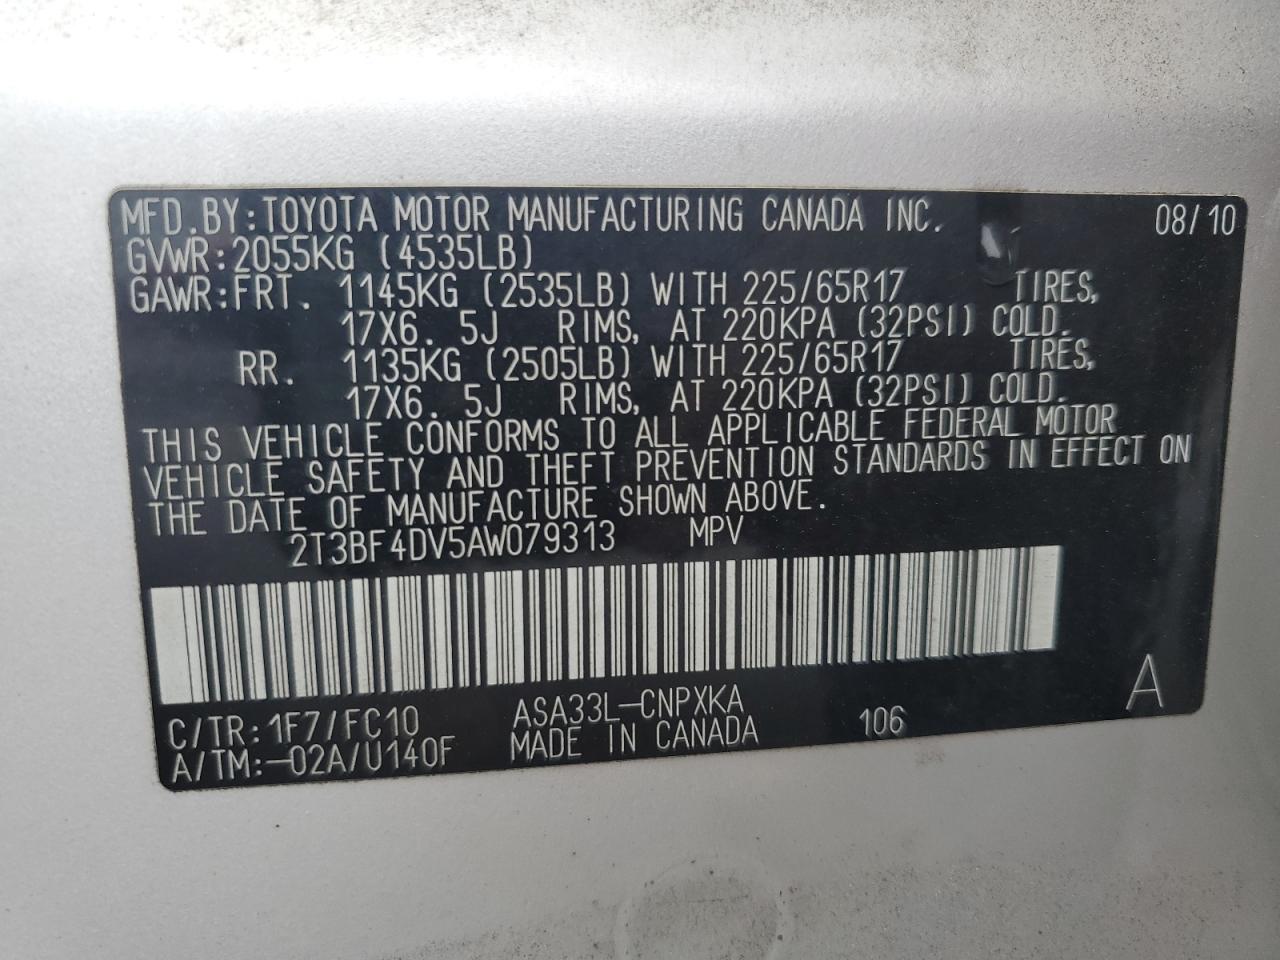 MFD.BY:TOYOTA MOTOR MANUFACTURING CANADA INC. 08/10
GVWR:2055KG (4535LB)
GAWR:FRT. 1145KG (2535LB) WITH 225/65R17 TIRES,
17X6. 5J RIMS, AT 220KPA (32PSI) COLD.
RR. 1135KG (2505LB) WITH 225/65R17 TIRES,
17X6. 5J RIMS, AT 220KPA (32PSI) COLD.
THIS VEHICLE CONFORMS TO ALL APPLICABLE FEDERAL MOTOR
VEHICLE SAFETY AND THEFT PREVENTION STANDARDS IN EFFECT ON
THE DATE OF MANUFACTURE SHOWN ABOVE.
2T3BF4DV5AW079313 MPV
C/TR:1F7/FC10 ASA33L-CNPXKA 106 A
A/TM:-02A/U140F MADE IN CANADA